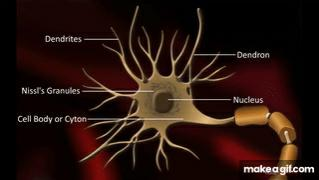 Dendrites
Dendron
Nissl's Granules
Nucleus
Cell Body or Cyton
makeagif.com